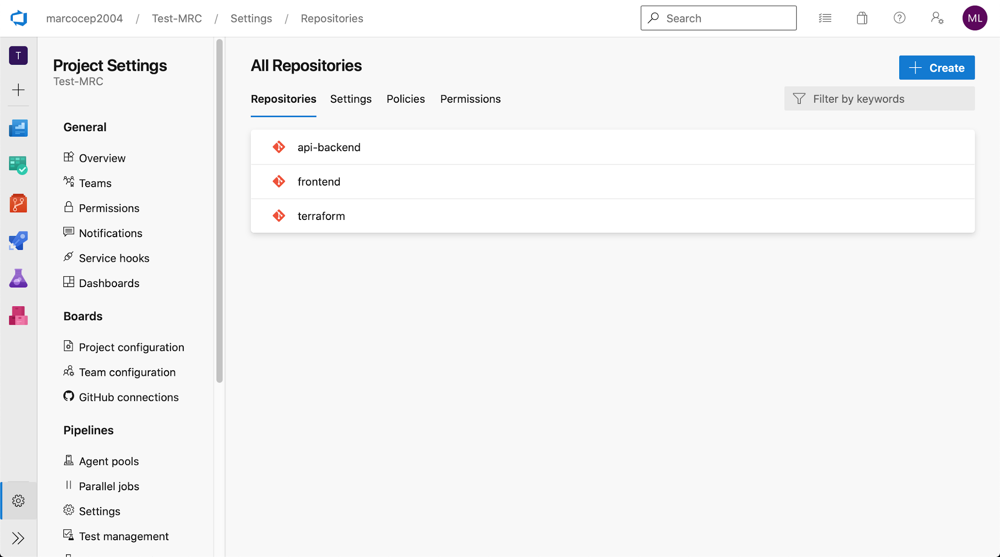 marcocep2004 / Test-MRC / Settings / Repositories
Search
ML
T
Project Settings
Test-MRC
General
Overview
Teams
Permissions
Notifications
Service hooks
Dashboards
Boards
Project configuration
Team configuration
GitHub connections
Pipelines
Agent pools
Parallel jobs
Settings
Test management
All Repositories
Create
Repositories Settings Policies Permissions
Filter by keywords
api-backend
frontend
terraform